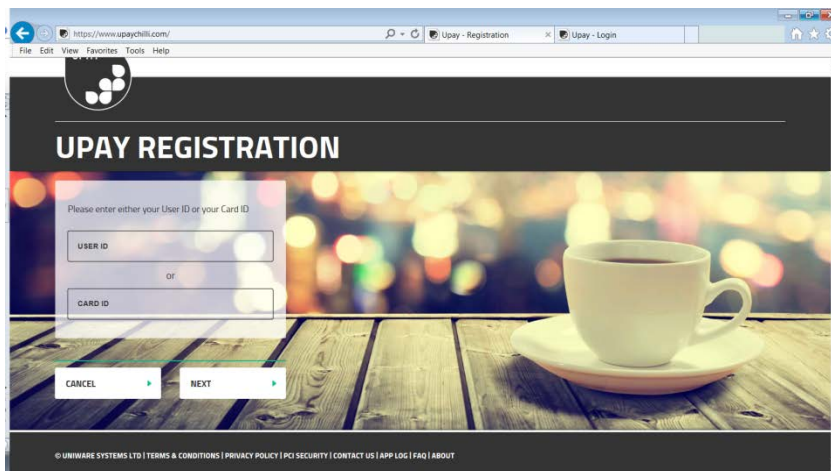 https://www.upaychilli.com/
Upay - Registration
Upay - Login
File Edit View Favorites Tools Help
UPAY REGISTRATION
Please enter either your User ID or your Card ID
USER ID
or
CARD ID
CANCEL
NEXT
© UNIWARE SYSTEMS LTD | TERMS & CONDITIONS | PRIVACY POLICY | PCI SECURITY | CONTACT US | APP LOG | FAQ | ABOUT